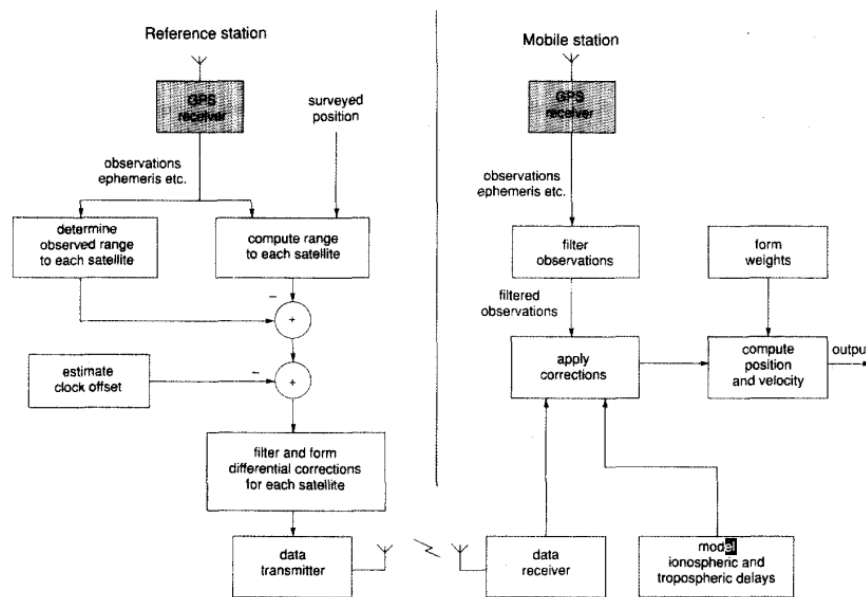 Reference station
Mobile station
GPS
receiver
surveyed
position
GPS
receiver
observations
ephemeris etc.
observations
ephemeris etc.
determine
observed range
to each satellite
compute range
to each satellite
filter
observations
form
weights
−
+
filtered
observations
estimate
clock offset
−
+
apply
corrections
compute
position
and velocity
output
filter and form
differential corrections
for each satellite
data
transmitter
data
receiver
model
ionospheric and
tropospheric delays